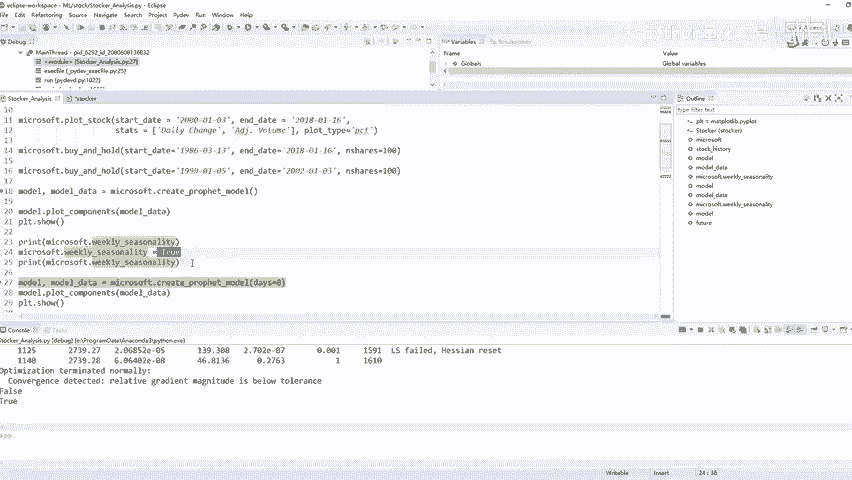 eclipse-workspace - ML/stock/Stocker_Analysis.py - Eclipse
File Edit Source Refactoring Navigate Search Project Pydev Run Window Help
Debug
Variables
Breakpoints
MainThread - pid_6292_id_2080608136832
<module> [Stocker_Analysis.py:27]
execfile [_pydev_execfile.py:25]
run [pydevd.py:1022]
Name
Value
Globals
Global variables
Stocker_Analysis
*stocker
10
11 microsoft.plot_stock(start_date = '2000-01-03', end_date = '2018-01-16',
12 stats = ['Daily Change', 'Adj. Volume'], plot_type='pct')
13
14 microsoft.buy_and_hold(start_date='1986-03-13', end_date='2018-01-16', nshares=100)
15
16 microsoft.buy_and_hold(start_date='1999-01-05', end_date='2002-01-03', nshares=100)
17
18 model, model_data = microsoft.create_prophet_model()
19
20 model.plot_components(model_data)
21 plt.show()
22
23 print(microsoft.weekly_seasonality)
24 microsoft.weekly_seasonality = True
25 print(microsoft.weekly_seasonality)
26
27 model, model_data = microsoft.create_prophet_model(days=0)
28 model.plot_components(model_data)
29 plt.show()
Outline
type filter text
plt = matplotlib.pyplot
Stocker (stocker)
microsoft
stock_history
model
model_data
microsoft.weekly_seasonality
model
model_data
microsoft.weekly_seasonality
model
future
Console
Tasks
Stocker_Analysis.py [debug] [e:\ProgramData\Anaconda3\python.exe]
1125 2739.27 2.06852e-05 139.308 2.702e-07 0.001 1591 LS failed, Hessian reset
1140 2739.28 6.06402e-08 46.8136 0.2763 1 1610
Optimization terminated normally:
Convergence detected: relative gradient magnitude is below tolerance
False
True
Writable
Insert
24 : 36